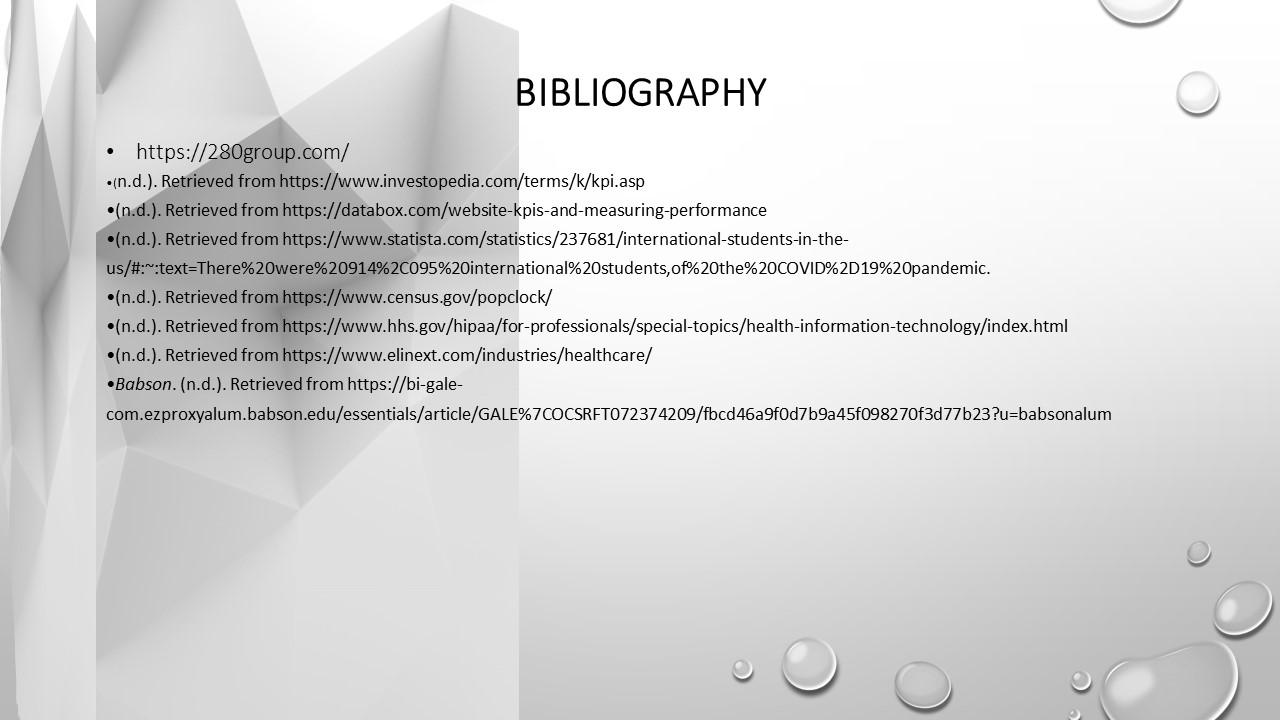 BIBLIOGRAPHY
• https://280group.com/
•(n.d.). Retrieved from https://www.investopedia.com/terms/k/kpi.asp
•(n.d.). Retrieved from https://databox.com/website-kpis-and-measuring-performance
•(n.d.). Retrieved from https://www.statista.com/statistics/237681/international-students-in-the-
us/#:~:text=There%20were%20914%2C095%20international%20students,of%20the%20COVID%2D19%20pandemic.
•(n.d.). Retrieved from https://www.census.gov/popclock/
•(n.d.). Retrieved from https://www.hhs.gov/hipaa/for-professionals/special-topics/health-information-technology/index.html
•(n.d.). Retrieved from https://www.elinext.com/industries/healthcare/
•Babson. (n.d.). Retrieved from https://bi-gale-
com.ezproxyalum.babson.edu/essentials/article/GALE%7COCSRFT072374209/fbcd46a9f0d7b9a45f098270f3d77b23?u=babsonalum